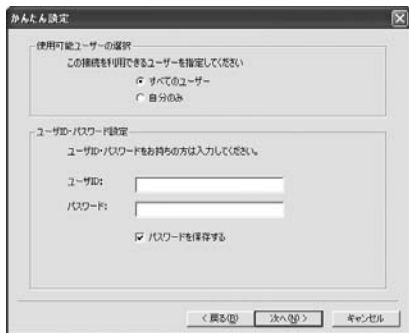 かんたん設定
使用可能ユーザーの選択
この接続を利用できるユーザーを指定してください
すべてのユーザー
自分のみ
ユーザID・パスワード設定
ユーザID・パスワードをお持ちの方は入力してください。
ユーザID:
パスワード:
パスワードを保存する
< 戻る(B)
次へ(N) >
キャンセル